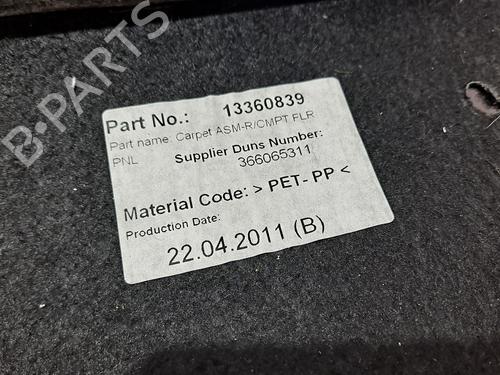 B-PARTS
Part No.: 13360839
Part name: Carpet ASM-R/CMPT FLR
PNL Supplier Duns Number:
366065311
Material Code: > PET- PP <
Production Date:
22.04.2011 (B)